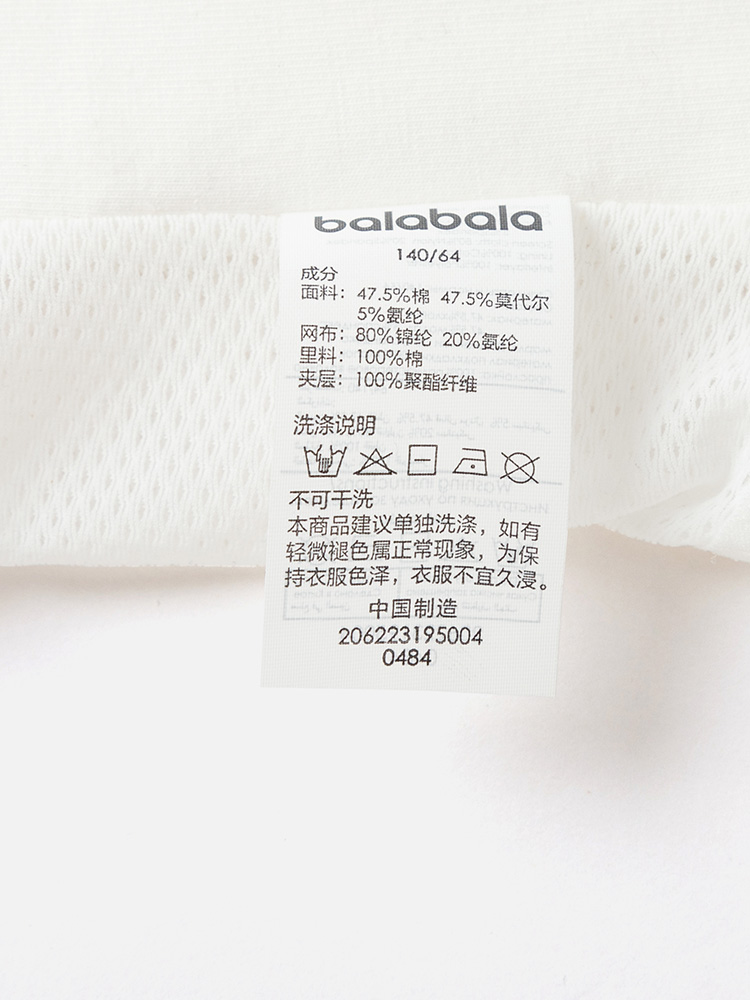 balabala
140/64
成分
面料： 47.5%棉 47.5%莫代尔
5%氨纶
网布： 80%锦纶 20%氨纶
里料： 100%棉
夹层： 100%聚酯纤维
洗涤说明
不可干洗
本商品建议单独洗涤，如有
轻微褪色属正常现象，为保
持衣服色泽，衣服不宜久浸。
中国制造
206223195004
0484